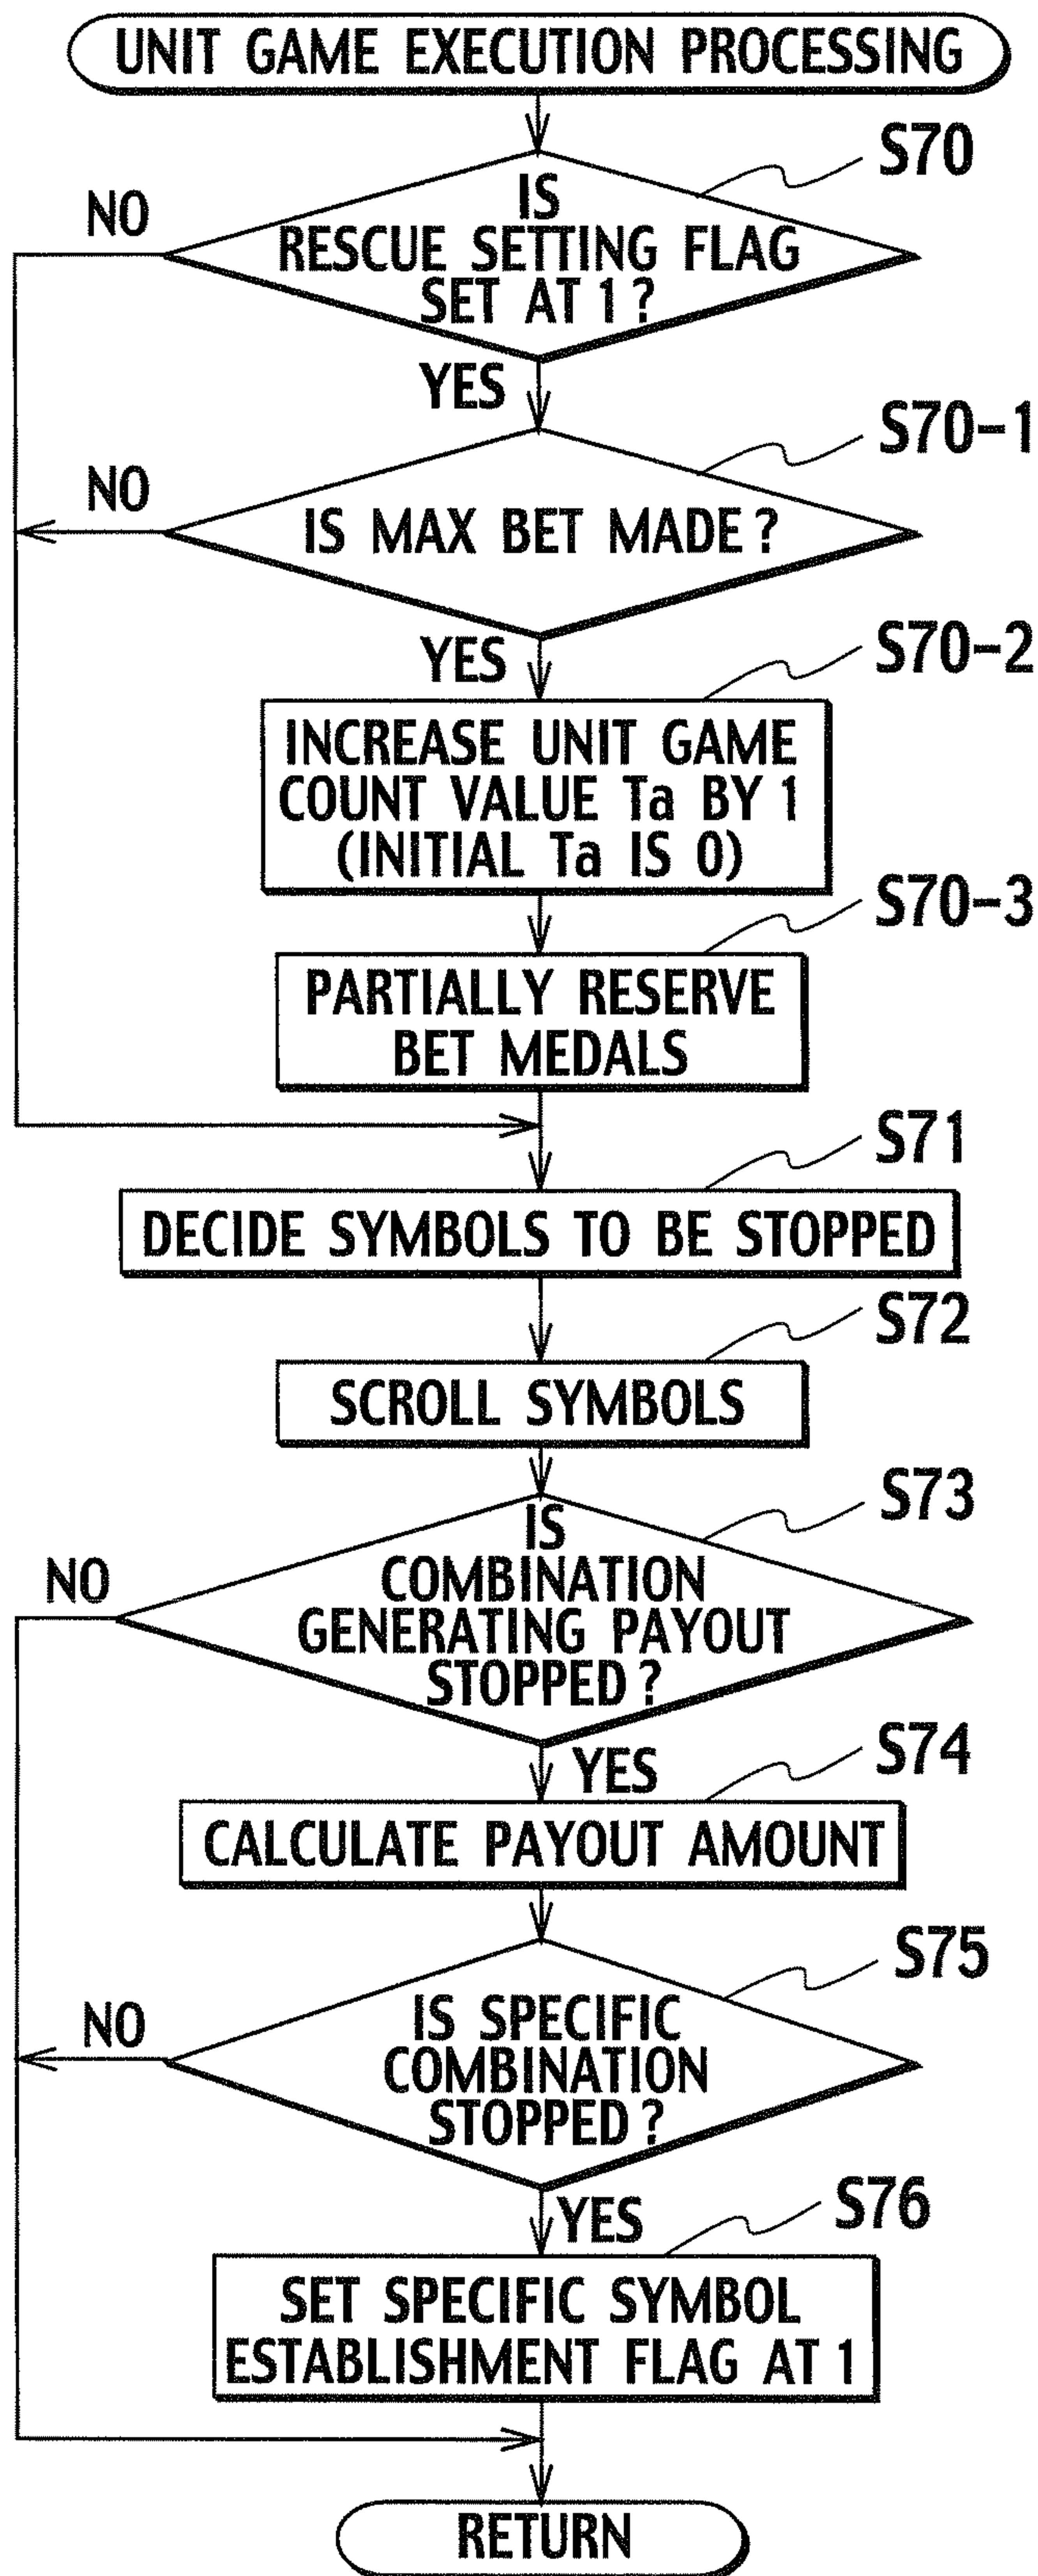 UNIT GAME EXECUTION PROCESSING
S70
IS
RESCUE SETTING FLAG
SET AT 1?
NO
YES
S70-1
IS MAX BET MADE?
NO
YES
S70-2
INCREASE UNIT GAME
COUNT VALUE Ta BY 1
(INITIAL Ta IS 0)
S70-3
PARTIALLY RESERVE
BET MEDALS
S71
DECIDE SYMBOLS TO BE STOPPED
S72
SCROLL SYMBOLS
S73
IS
COMBINATION
GENERATING PAYOUT
STOPPED?
NO
YES
S74
CALCULATE PAYOUT AMOUNT
S75
IS SPECIFIC
COMBINATION
STOPPED?
NO
YES
S76
SET SPECIFIC SYMBOL
ESTABLISHMENT FLAG AT 1
RETURN